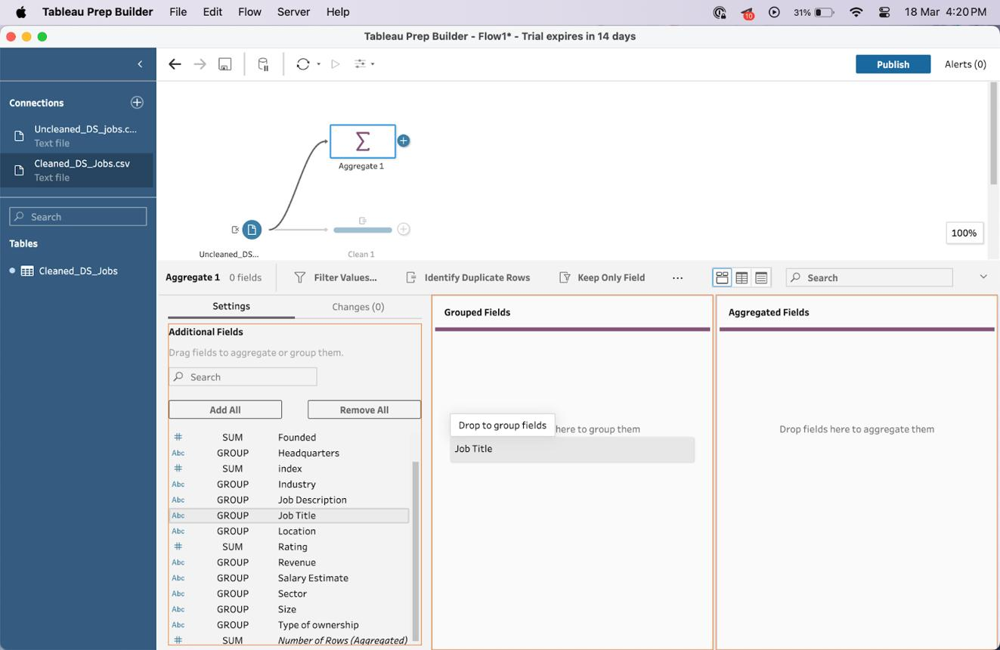 Tableau Prep Builder File Edit Flow Server Help 10 31% 18 Mar 4:20 PM
Tableau Prep Builder - Flow1* - Trial expires in 14 days
Publish Alerts (0)
Connections
Uncleaned_DS_jobs.c...
Text file
Cleaned_DS_Jobs.csv
Text file
Search
Tables
Cleaned_DS_Jobs
Aggregate 1
Uncleaned_DS...
Clean 1
100%
Aggregate 1 0 fields Filter Values... Identify Duplicate Rows Keep Only Field ... Search
Settings Changes (0)
Additional Fields
Drag fields to aggregate or group them.
Search
Add All Remove All
# SUM Founded
Abc GROUP Headquarters
# SUM index
Abc GROUP Industry
Abc GROUP Job Description
Abc GROUP Job Title
Abc GROUP Location
# SUM Rating
Abc GROUP Revenue
Abc GROUP Salary Estimate
Abc GROUP Sector
Abc GROUP Size
Abc GROUP Type of ownership
# SUM Number of Rows (Aggregated)
Grouped Fields
Drop to group fields here to group them
Job Title
Aggregated Fields
Drop fields here to aggregate them